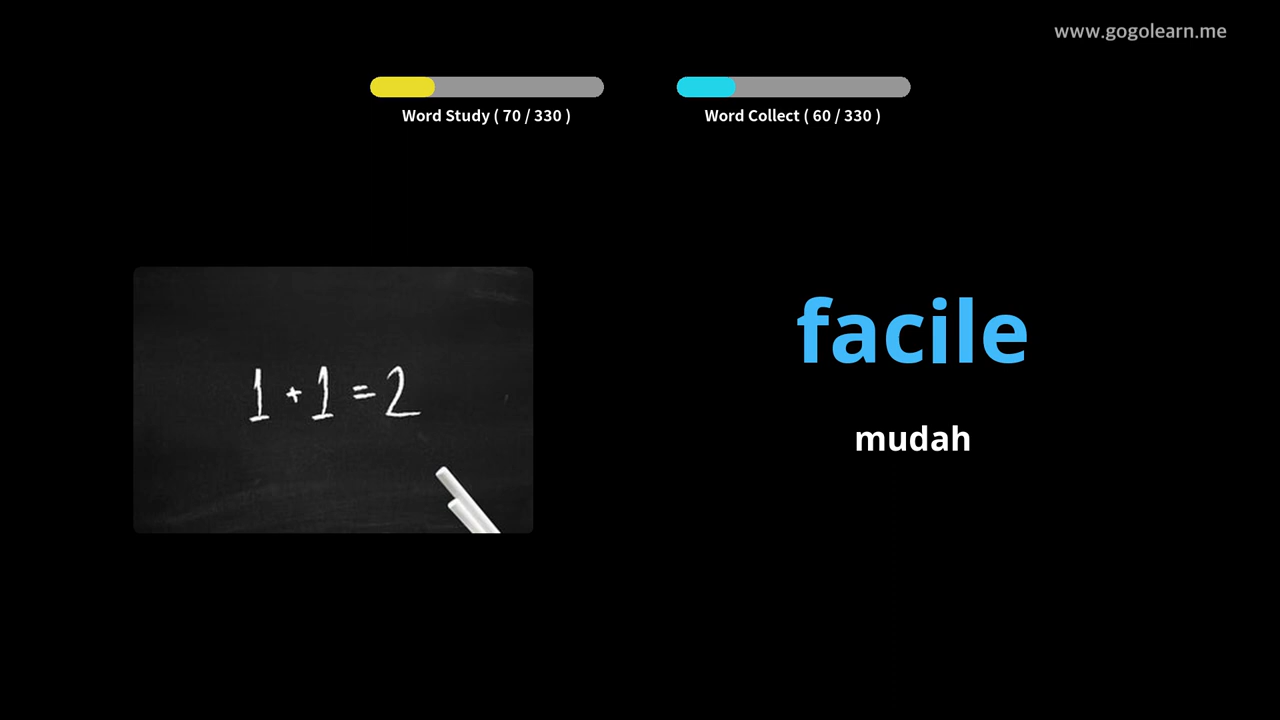 www.gogolearn.me
Word Study ( 70 / 330 )
Word Collect ( 60 / 330 )
1 + 1 = 2
facile
mudah